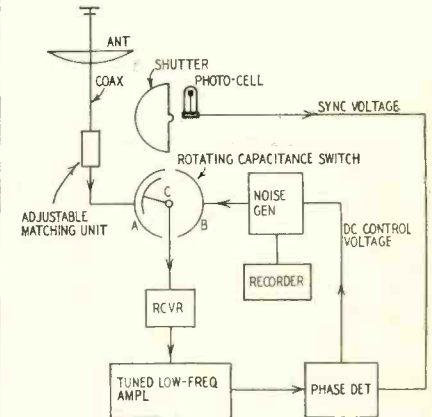 ANT
SHUTTER
PHOTO-CELL
COAX
SYNC VOLTAGE
ROTATING CAPACITANCE SWITCH
ADJUSTABLE
MATCHING UNIT
C
A
B
NOISE
GEN
DC CONTROL
VOLTAGE
RECORDER
RCVR
TUNED LOW-FREQ
AMPL
PHASE DET